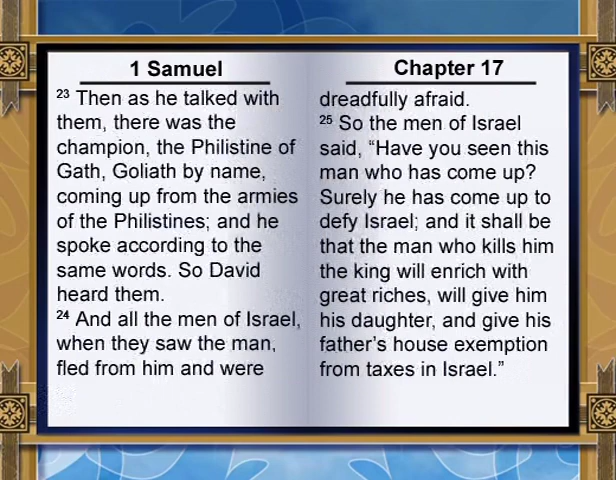 1 Samuel
23 Then as he talked with
them, there was the
champion, the Philistine of
Gath, Goliath by name,
coming up from the armies
of the Philistines; and he
spoke according to the
same words. So David
heard them.
24 And all the men of Israel,
when they saw the man,
fled from him and were
Chapter 17
dreadfully afraid.
25 So the men of Israel
said, “Have you seen this
man who has come up?
Surely he has come up to
defy Israel; and it shall be
that the man who kills him
the king will enrich with
great riches, will give him
his daughter, and give his
father’s house exemption
from taxes in Israel.”